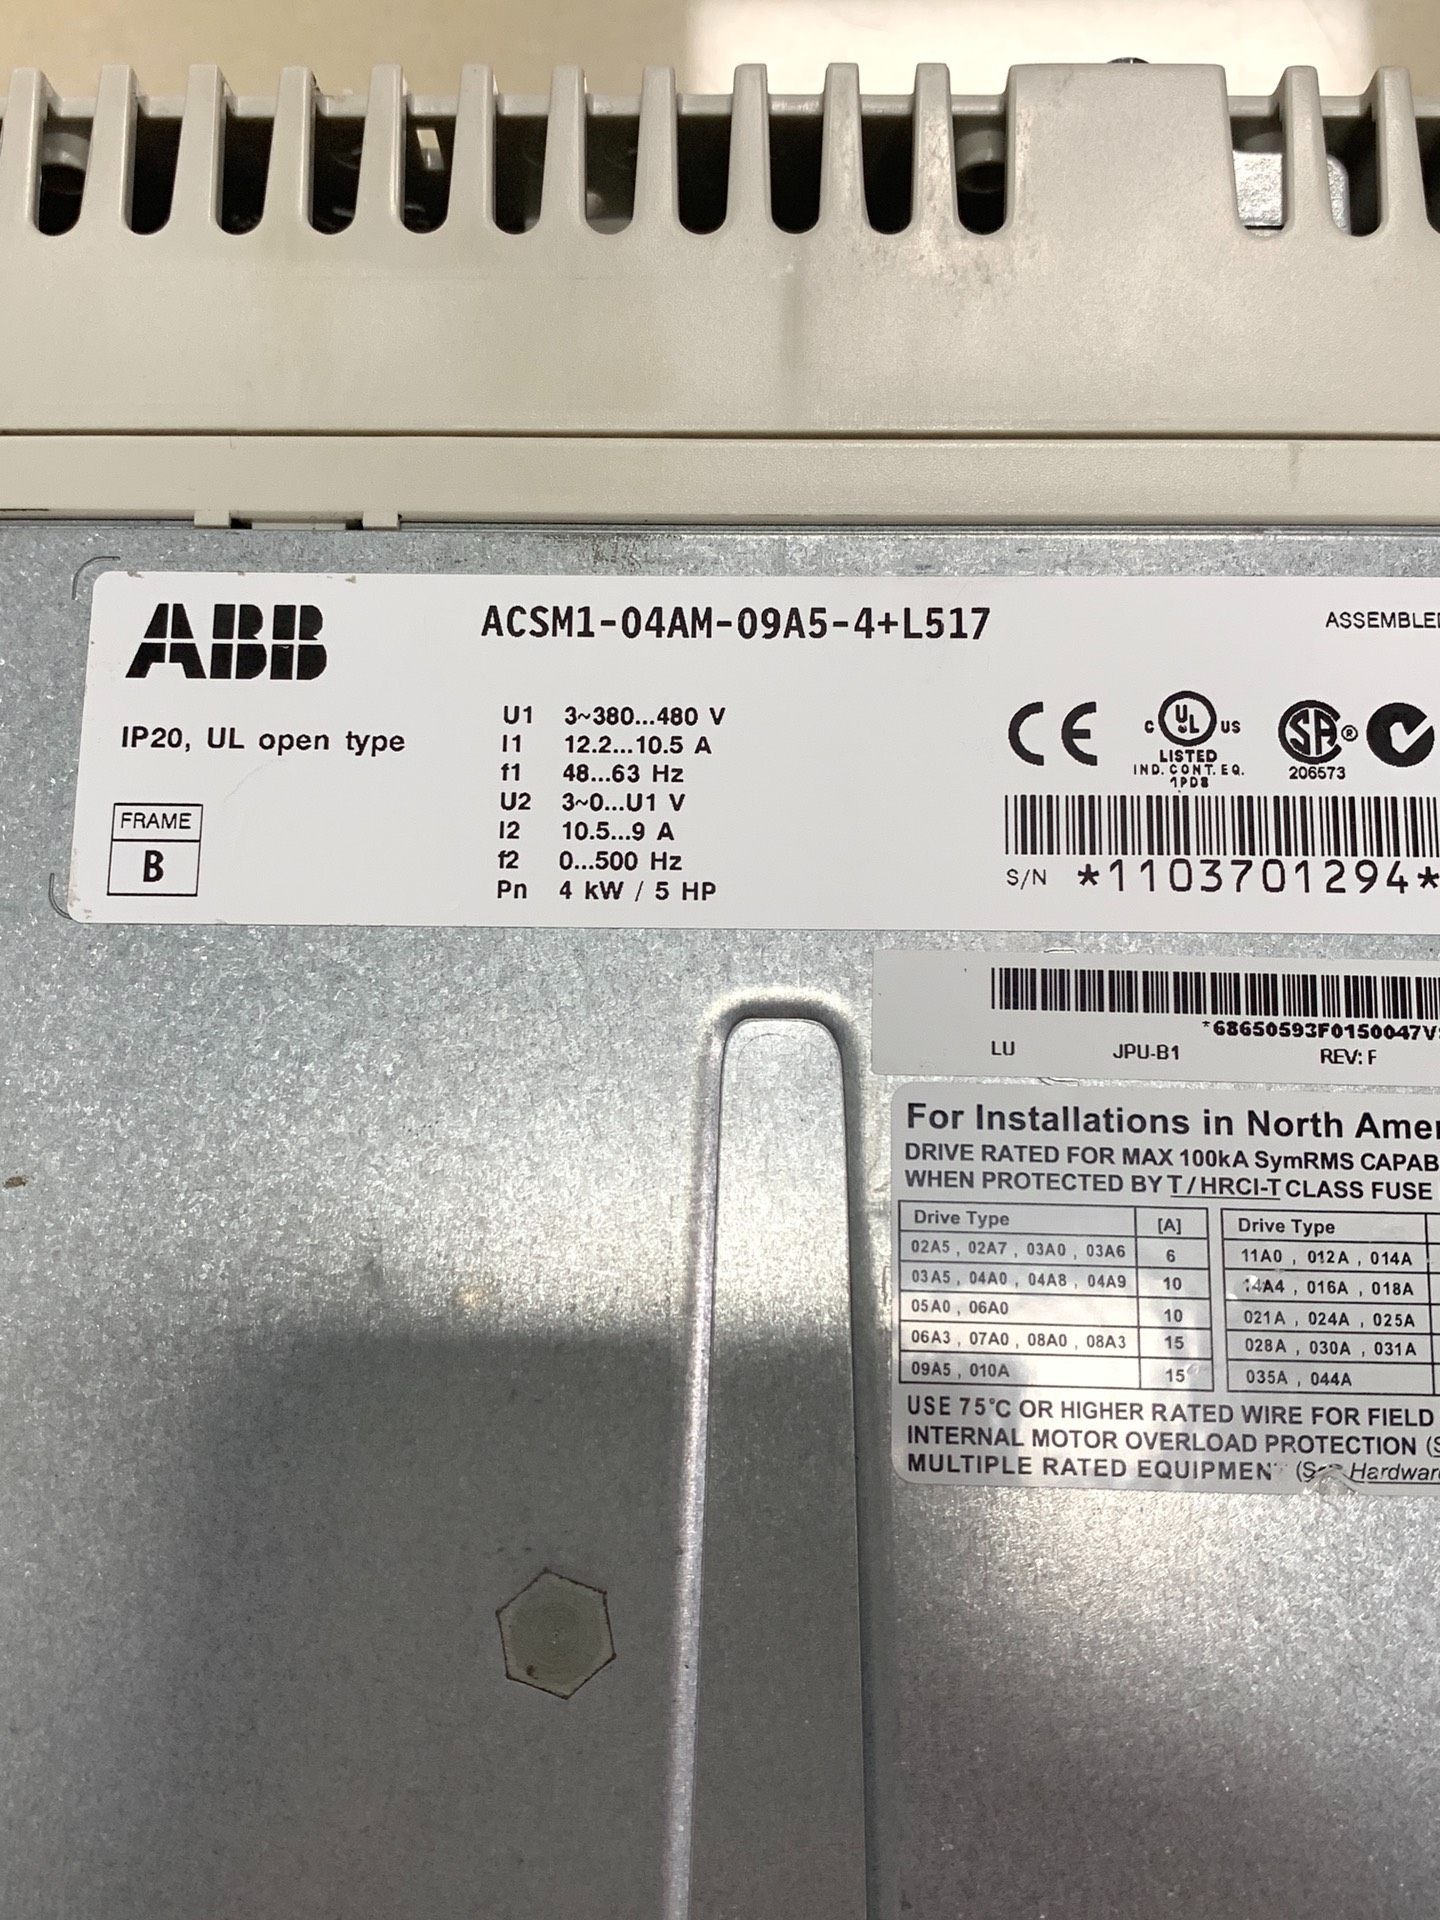 ABB
ACSM1-04AM-09A5-4+L517
IP20, UL open type
FRAME
B
U1 3~380...480 V
I1 12.2...10.5 A
f1 48...63 Hz
U2 3~0...U1 V
I2 10.5...9 A
f2 0...500 Hz
Pn 4 kW / 5 HP
CE
C UL US
LISTED
IND. CONT. EQ.
1PD8
SA ®
206573
S/N *1103701294*
LU JPU-B1
REV: F
For Installations in North
DRIVE RATED FOR MAX 100kA SymRMS
WHEN PROTECTED BY T/HRCI-T CLASS FUSE
Drive Type [A]
02A5 , 02A7 , 03A0 , 03A6 6
03A5 , 04A0 , 04A8 , 04A9 10
05A0 , 06A0 10
06A3 , 07A0 , 08A0 , 08A3 15
09A5 , 010A 15
Drive Type
11A0 , 012A , 014A
14A4 , 016A , 018A
021A , 024A , 025A
028A , 030A , 031A
035A , 044A
USE 75°C OR HIGHER RATED WIRE FOR FIELD
INTERNAL MOTOR OVERLOAD PROTECTION
MULTIPLE RATED